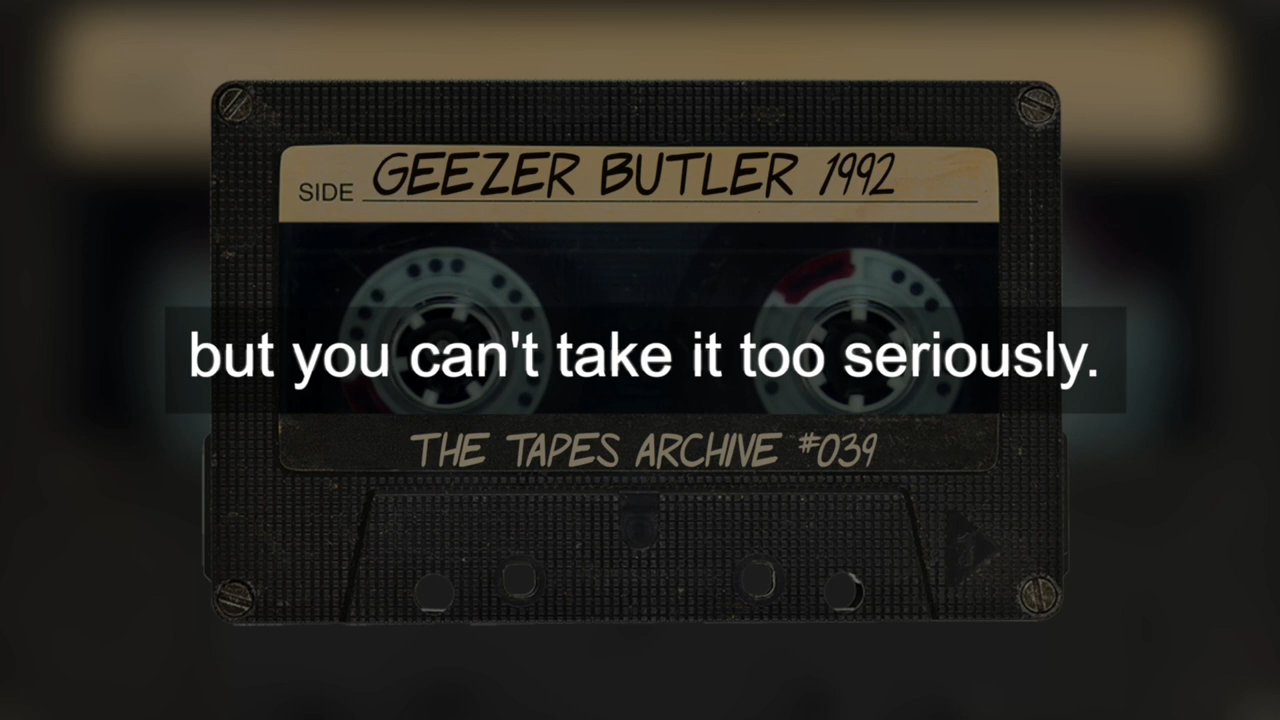 GEEZER BUTLER 1992
SIDE
but you can't take it too seriously.
THE TAPES ARCHIVE #039